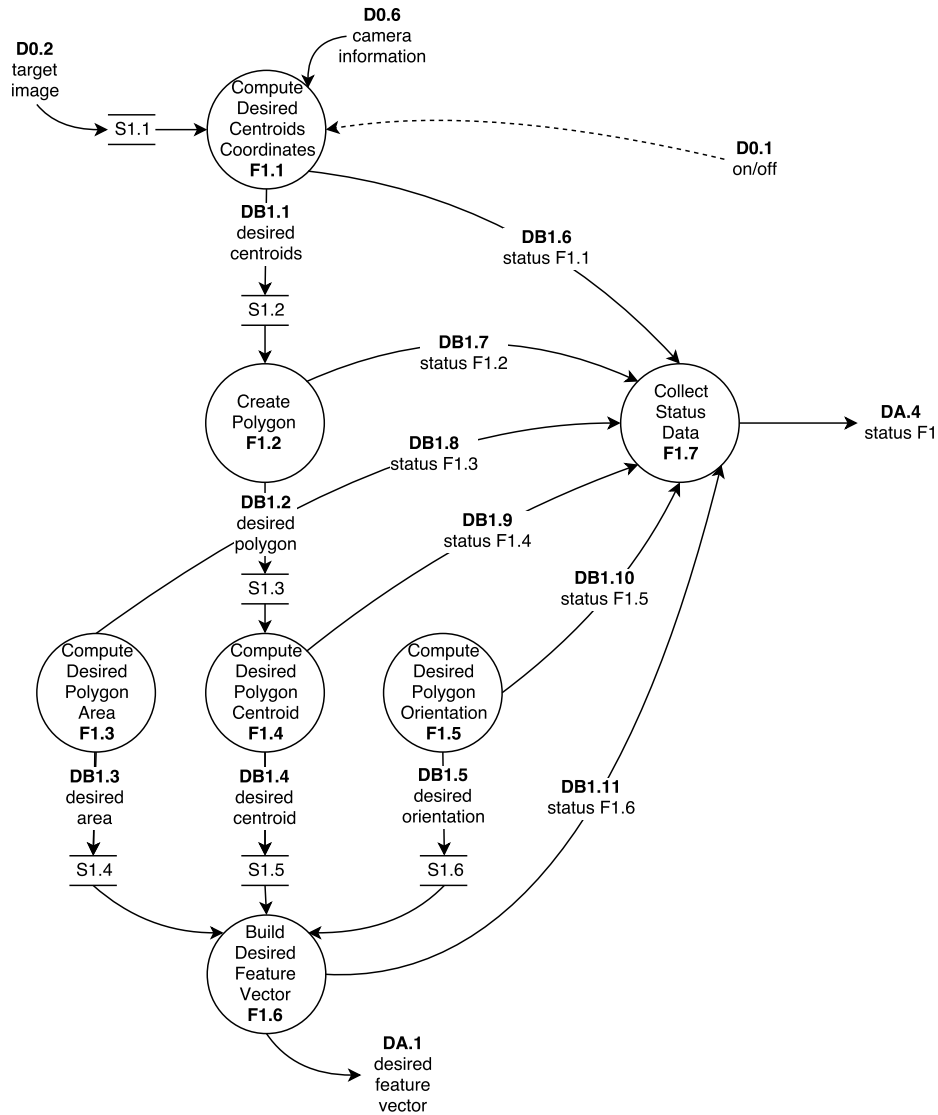 D0.6
camera
information
D0.2
target
image
S1.1
Compute
Desired
Centroids
Coordinates
F1.1
D0.1
on/off
DB1.1
desired
centroids
DB1.6
status F1.1
S1.2
DB1.7
status F1.2
Create
Polygon
F1.2
Collect
Status
Data
F1.7
DA.4
status F1
DB1.8
status F1.3
DB1.2
desired
polygon
DB1.9
status F1.4
S1.3
DB1.10
status F1.5
Compute
Desired
Polygon
Area
F1.3
Compute
Desired
Polygon
Centroid
F1.4
Compute
Desired
Polygon
Orientation
F1.5
DB1.3
desired
area
DB1.4
desired
centroid
DB1.5
desired
orientation
DB1.11
status F1.6
S1.4
S1.5
S1.6
Build
Desired
Feature
Vector
F1.6
DA.1
desired
feature
vector